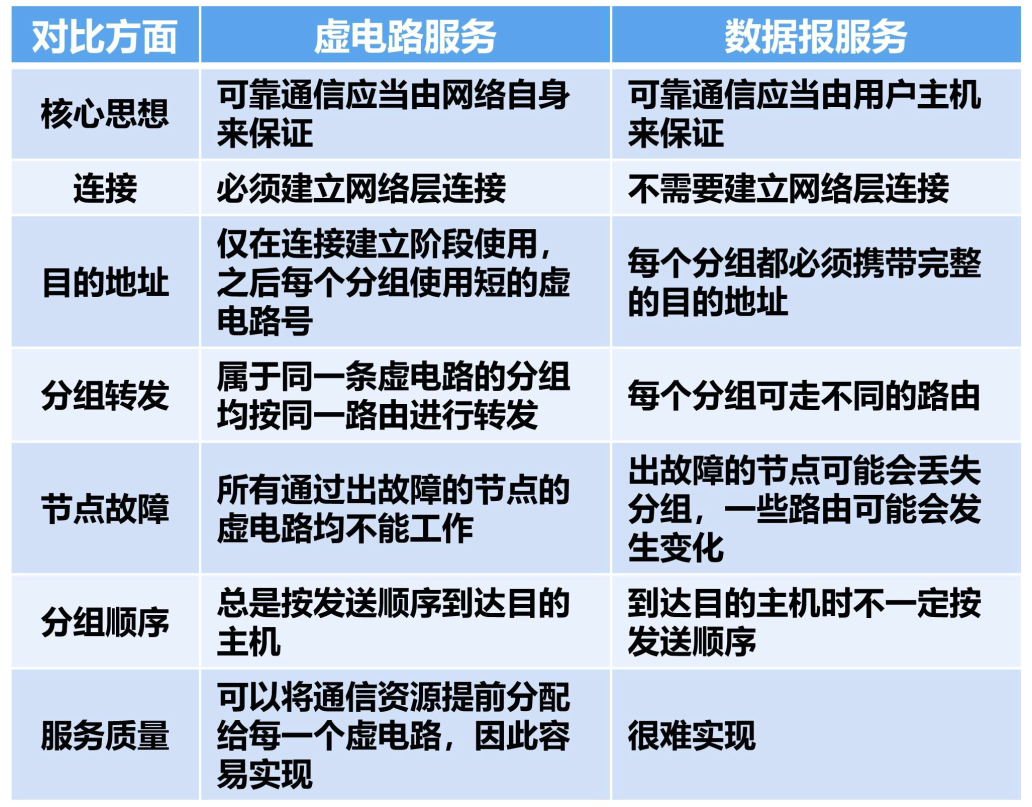 对比方面
虚电路服务
数据报服务
核心思想
可靠通信应当由网络自身
来保证
可靠通信应当由用户主机
来保证
连接
必须建立网络层连接
不需要建立网络层连接
目的地址
仅在连接建立阶段使用，
之后每个分组使用短的虚
电路号
每个分组都必须携带完整
的目的地址
分组转发
属于同一条虚电路的分组
均按同一路由进行转发
每个分组可走不同的路由
节点故障
所有通过出故障的节点的
虚电路均不能工作
出故障的节点可能会丢失
分组，一些路由可能会发
生变化
分组顺序
总是按发送顺序到达目的
主机
到达目的主机时不一定按
发送顺序
服务质量
可以将通信资源提前分配
给每一个虚电路，因此容
易实现
很难实现